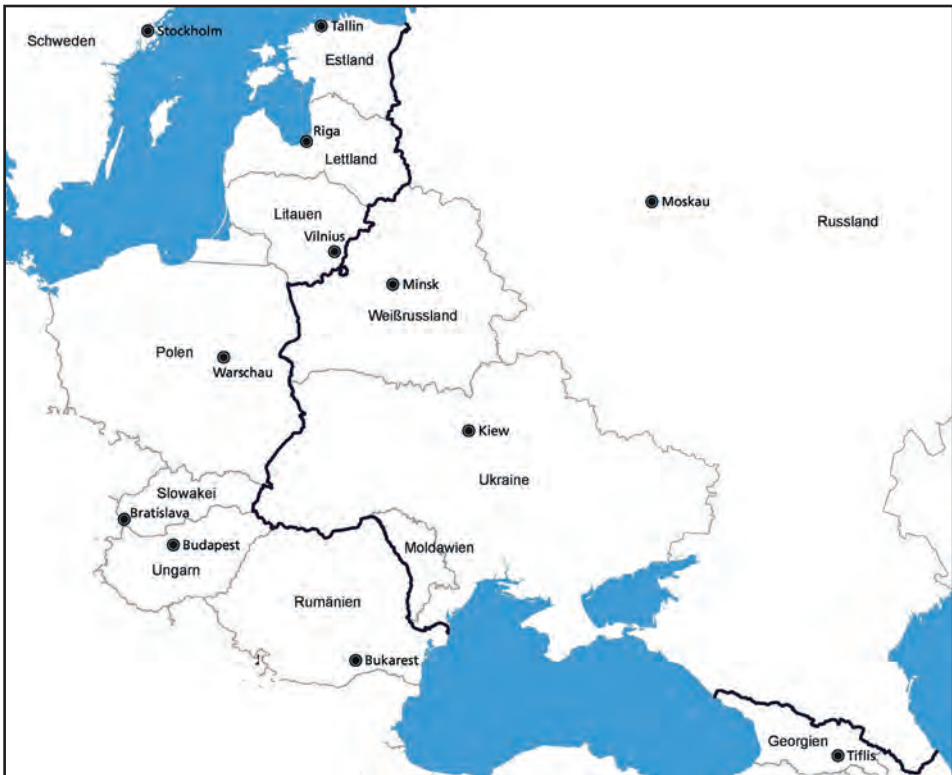 Schweden
Stockholm
Tallin
Estland
Riga
Lettland
Litauen
Vilnius
Moskau
Russland
Minsk
Weißrussland
Polen
Warschau
Kiew
Ukraine
Slowakei
Bratislava
Budapest
Ungarn
Moldawien
Rumänien
Bukarest
Georgien
Tiflis